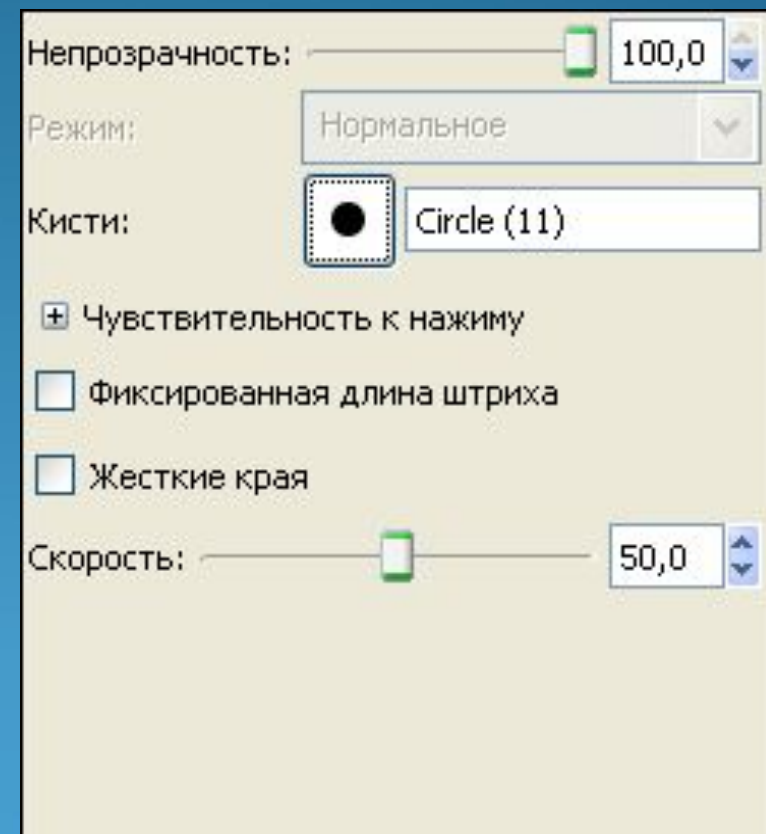 Непрозрачность: 100,0
Режим: Нормальное
Кисти: Circle (11)
Чувствительность к нажиму
Фиксированная длина штриха
Жесткие края
Скорость: 50,0